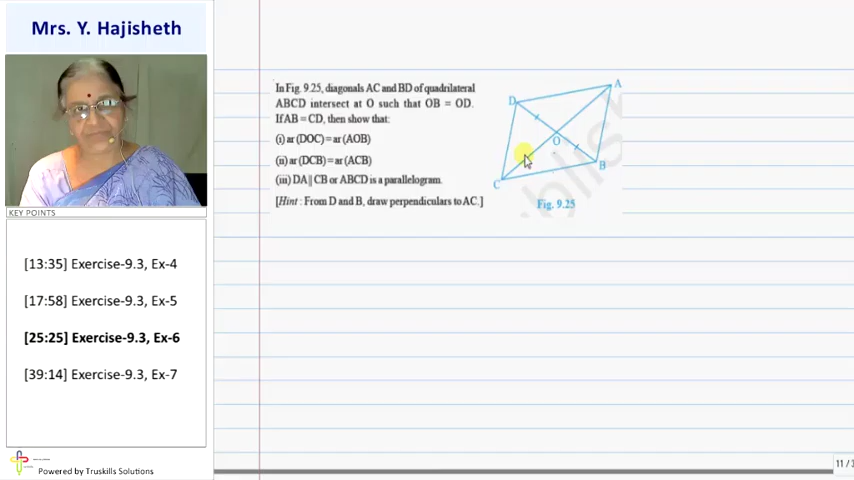 Mrs. Y. Hajisheth
KEY POINTS
[13:35] Exercise-9.3, Ex-4
[17:58] Exercise-9.3, Ex-5
[25:25] Exercise-9.3, Ex-6
[39:14] Exercise-9.3, Ex-7
Powered by Truskills Solutions
In Fig. 9.25, diagonals AC and BD of quadrilateral
ABCD intersect at O such that OB = OD.
If AB = CD, then show that:
(i) ar (DOC) = ar (AOB)
(ii) ar (DCB) = ar (ACB)
(iii) DA || CB or ABCD is a parallelogram.
[Hint : From D and B, draw perpendiculars to AC.]
A
D
O
B
C
Fig. 9.25